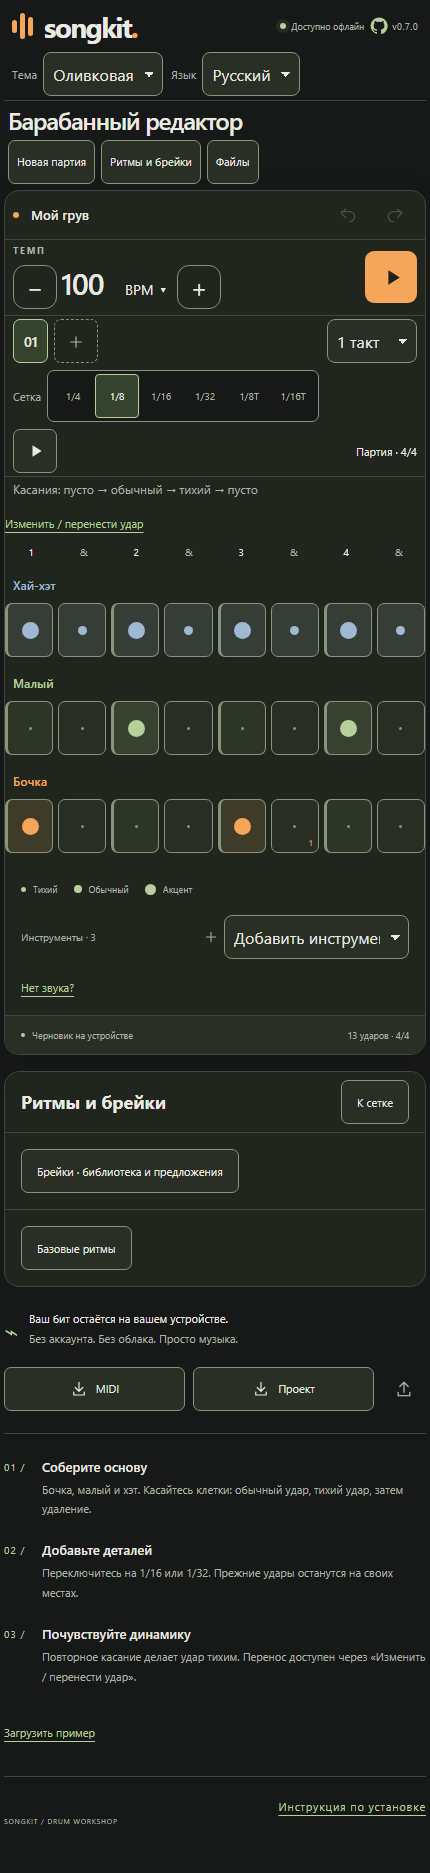 songkit.
Доступно офлайн
v0.7.0
Тема
Оливковая
Язык
Русский
Барабанный редактор
Новая партия
Ритмы и брейки
Файлы
Мой грув
ТЕМП
− 100 BPM ▾ +
01 + 1 такт
Сетка 1/4 1/8 1/16 1/32 1/8T 1/16T
Партия · 4/4
Касания: пусто → обычный → тихий → пусто
Изменить / перенести удар
1 & 2 & 3 & 4 &
Хай-хэт
Малый
Бочка
1
Тихий Обычный Акцент
Инструменты · 3 + Добавить инструме
Нет звука?
Черновик на устройстве 13 ударов · 4/4
Ритмы и брейки К сетке
Брейки · библиотека и предложения
Базовые ритмы
Ваш бит остаётся на вашем устройстве.
Без аккаунта. Без облака. Просто музыка.
MIDI Проект
01 / Соберите основу
Бочка, малый и хэт. Касайтесь клетки: обычный удар, тихий удар, затем
удаление.
02 / Добавьте деталей
Переключитесь на 1/16 или 1/32. Прежние удары останутся на своих
местах.
03 / Почувствуйте динамику
Повторное касание делает удар тихим. Перенос доступен через «Изменить
/ перенести удар».
Загрузить пример
Инструкция по установке
SONGKIT / DRUM WORKSHOP